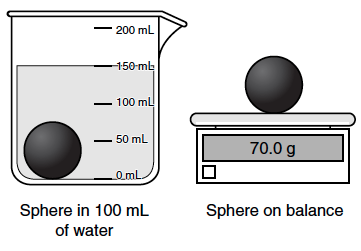 200 mL
150 mL
100 mL
50 mL
0 mL
70.0 g
Sphere in 100 mL
of water
Sphere on balance